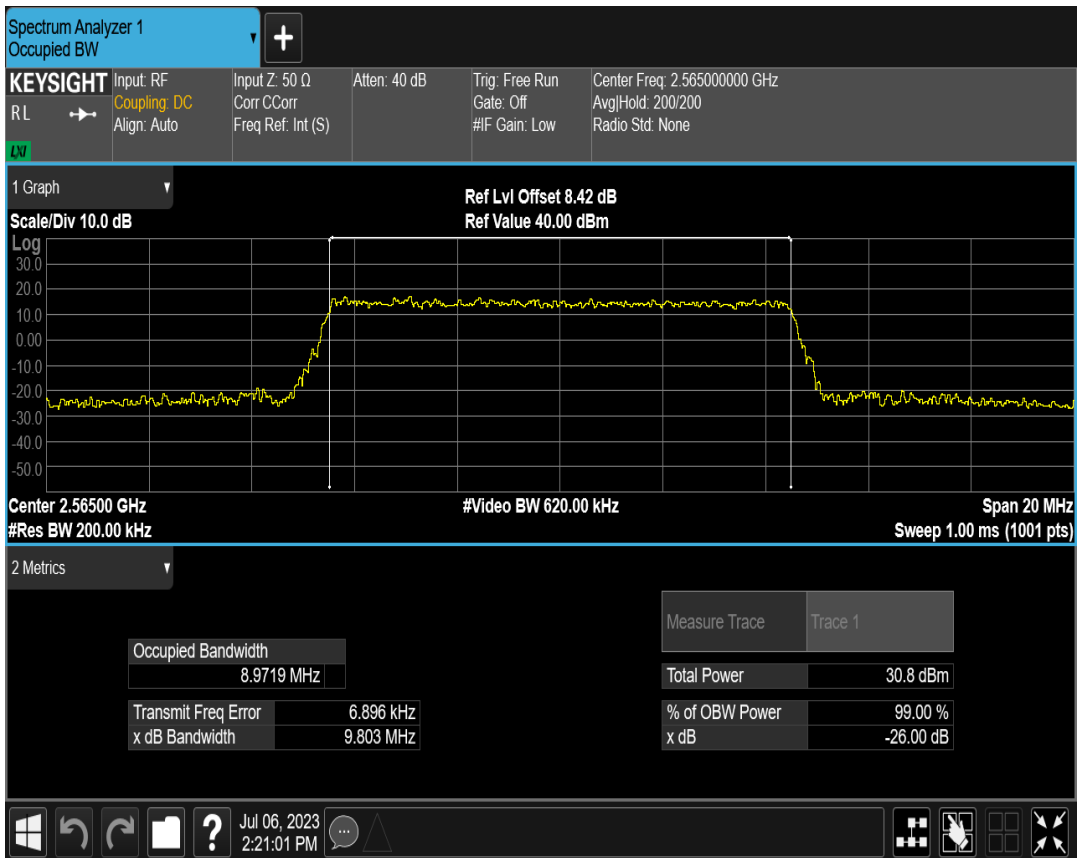 Spectrum Analyzer 1
Occupied BW
+
KEYSIGHT
RL
LXI
Input: RF
Coupling: DC
Align: Auto
Input Z: 50 Ω
Corr CCorr
Freq Ref: Int (S)
Atten: 40 dB
Trig: Free Run
Gate: Off
#IF Gain: Low
Center Freq: 2.565000000 GHz
Avg|Hold: 200/200
Radio Std: None
1 Graph
Scale/Div 10.0 dB
Ref Lvl Offset 8.42 dB
Ref Value 40.00 dBm
Log
30.0
20.0
10.0
0.00
-10.0
-20.0
-30.0
-40.0
-50.0
Center 2.56500 GHz
#Video BW 620.00 kHz
Span 20 MHz
#Res BW 200.00 kHz
Sweep 1.00 ms (1001 pts)
2 Metrics
Measure Trace Trace 1
Occupied Bandwidth
8.9719 MHz
Total Power 30.8 dBm
Transmit Freq Error 6.896 kHz
% of OBW Power 99.00 %
x dB Bandwidth 9.803 MHz
x dB -26.00 dB
?
Jul 06, 2023
2:21:01 PM